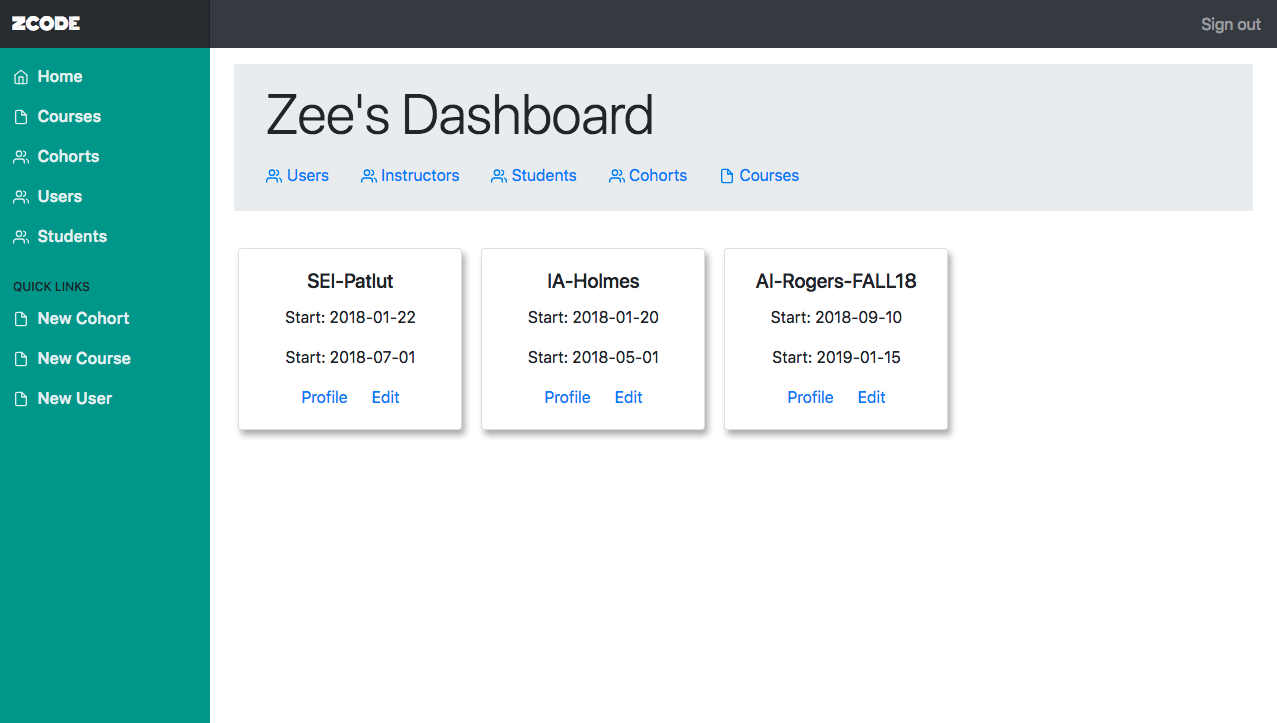 ZCODE
Sign out
Home
Courses
Cohorts
Users
Students
QUICK LINKS
New Cohort
New Course
New User
Zee's Dashboard
Users Instructors Students Cohorts Courses
SEI-Patlut
Start: 2018-01-22
Start: 2018-07-01
Profile Edit
IA-Holmes
Start: 2018-01-20
Start: 2018-05-01
Profile Edit
AI-Rogers-FALL18
Start: 2018-09-10
Start: 2019-01-15
Profile Edit